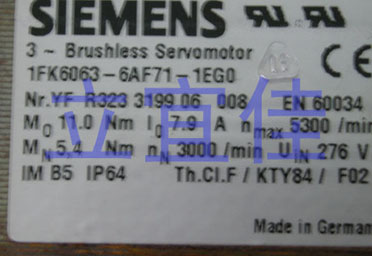 SIEMENS
3 ~ Brushless Servomotor
1FK6063-6AF71-1EG0
Nr.YF R323 3199 06 008 EN 60034
M0 11.0 Nm I0 7.9 A nmax 5300 /min
MN 5.4 Nm nN 3000 /min UIN 276 V
IM B5 IP64 Th.Cl.F / KTY84 / F02
Made in German
立宜佳